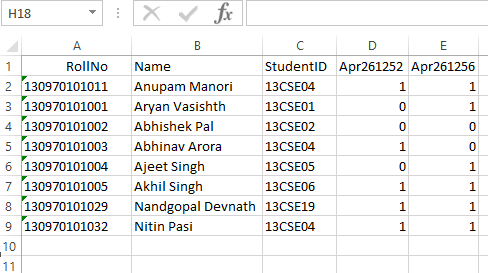 H18 fx
A B C D E
1 RollNo Name StudentID Apr261252 Apr261256
2 130970101011 Anupam Manori 13CSE04 1 1
3 130970101001 Aryan Vasishth 13CSE01 0 1
4 130970101002 Abhishek Pal 13CSE02 0 0
5 130970101003 Abhinav Arora 13CSE04 1 0
6 130970101004 Ajeet Singh 13CSE05 0 1
7 130970101005 Akhil Singh 13CSE06 1 1
8 130970101029 Nandgopal Devnath 13CSE19 1 1
9 130970101032 Nitin Pasi 13CSE04 1 1
10
11